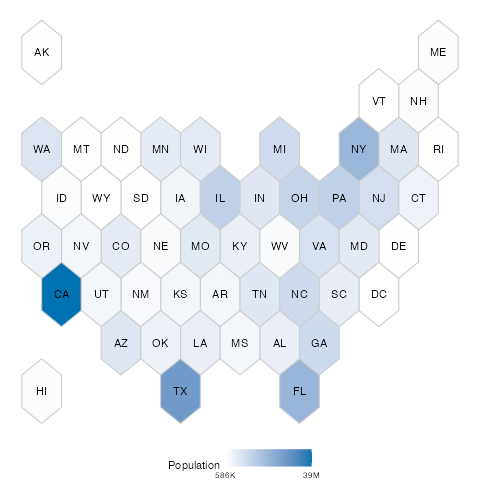 AK ME
VT NH
WA MT ND MN WI MI NY MA RI
ID WY SD IA IL IN OH PA NJ CT
OR NV CO NE MO KY WV VA MD DE
CA UT NM KS AR TN NC SC DC
AZ OK LA MS AL GA
HI TX FL
Population
586K 39M